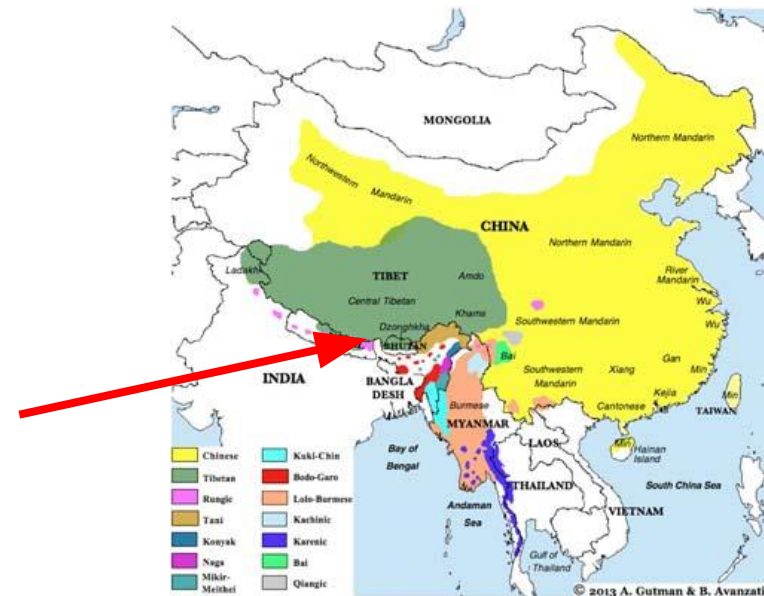 MONGOLIA
Northern Mandarin
Northwestern Mandarin
CHINA
Northern Mandarin
Ladakhi
TIBET
Amdo
River Mandarin
Central Tibetan
Wu
Khama
Southwestern Mandarin
Wu
Dzonghkha
BHUTAN
Bai
Gan
Min
INDIA
BANGLA DESH
Southwestern Mandarin
Xiang
Kejia
Min
TAIWAN
Burmese
Cantonese
MYANMAR
LAOS
Min
Hainan Island
Bay of Bengal
THAILAND
South China Sea
Andaman Sea
VIETNAM
Gulf of Thailand
Chinese
Tibetan
Rungic
Tani
Konyak
Naga
Mikir-Meithei
Kuki-Chin
Bodo-Garo
Lolo-Burmese
Kachinic
Karenic
Bai
Qiangic
© 2013 A. Gutman & B. Avanzati